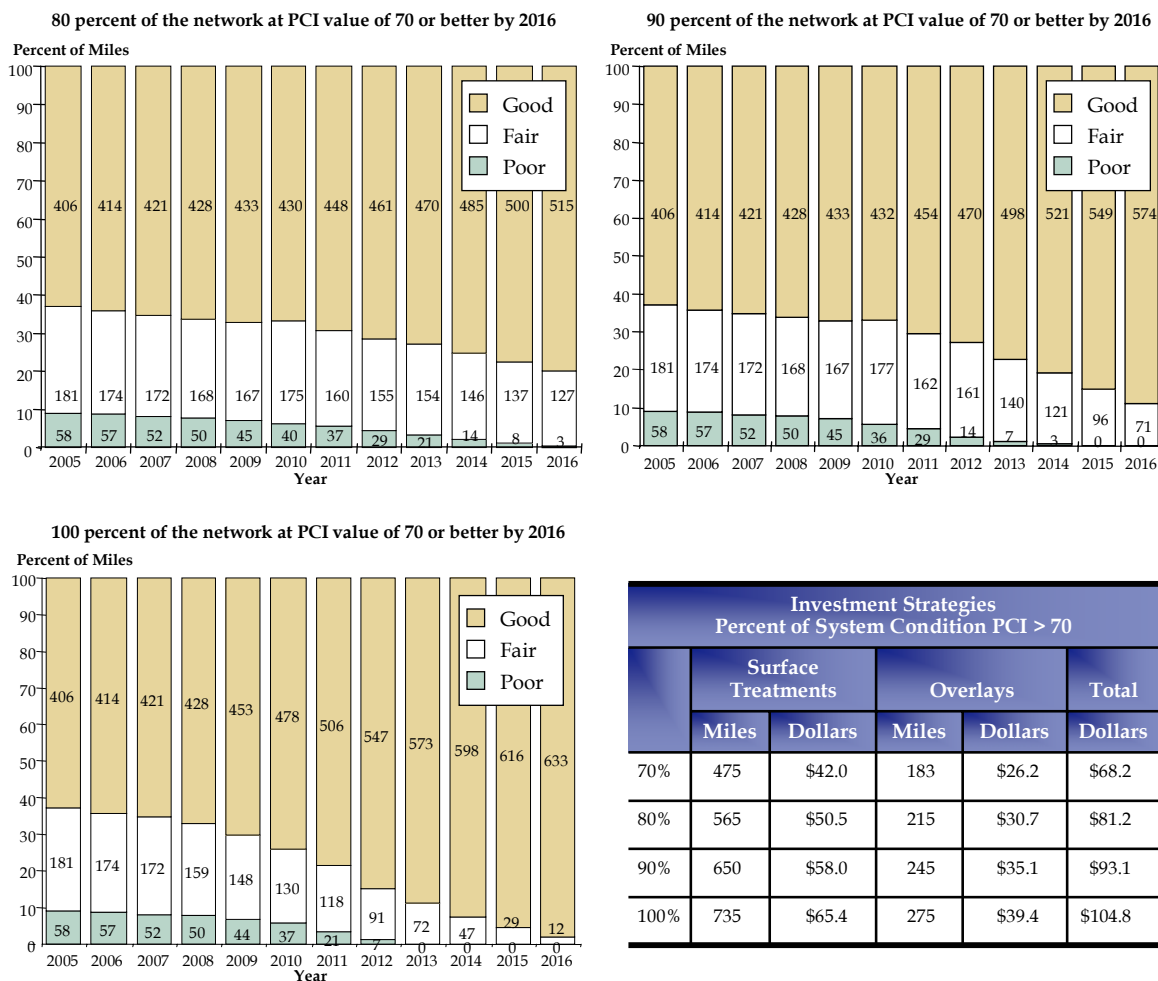 80 percent of the network at PCI value of 70 or better by 2016
Percent of Miles
100
90
80
70
60
50
40
30
20
10
0
Good
Fair
Poor
406 414 421 428 433 430 448 461 470 485 500 515
181 174 172 168 167 175 160 155 154 146 137 127
58 57 52 50 45 40 37 29 21 14 8 3
2005 2006 2007 2008 2009 2010 2011 2012 2013 2014 2015 2016
Year
90 percent of the network at PCI value of 70 or better by 2016
Percent of Miles
100
90
80
70
60
50
40
30
20
10
0
Good
Fair
Poor
406 414 421 428 433 432 454 470 498 521 549 574
181 174 172 168 167 177 162 161 140 121 96 71
58 57 52 50 45 36 29 14 7 3 0 0
2005 2006 2007 2008 2009 2010 2011 2012 2013 2014 2015 2016
Year
100 percent of the network at PCI value of 70 or better by 2016
Percent of Miles
100
90
80
70
60
50
40
30
20
10
0
Good
Fair
Poor
406 414 421 428 453 478 506 547 573 598 616 633
181 174 172 159 148 130 118 91 72 47 29 12
58 57 52 50 44 37 21 7 0 0 0 0
2005 2006 2007 2008 2009 2010 2011 2012 2013 2014 2015 2016
Year
Investment Strategies
Percent of System Condition PCI > 70
Surface
Treatments Overlays Total
Miles Dollars Miles Dollars Dollars
70% 475 $42.0 183 $26.2 $68.2
80% 565 $50.5 215 $30.7 $81.2
90% 650 $58.0 245 $35.1 $93.1
100% 735 $65.4 275 $39.4 $104.8